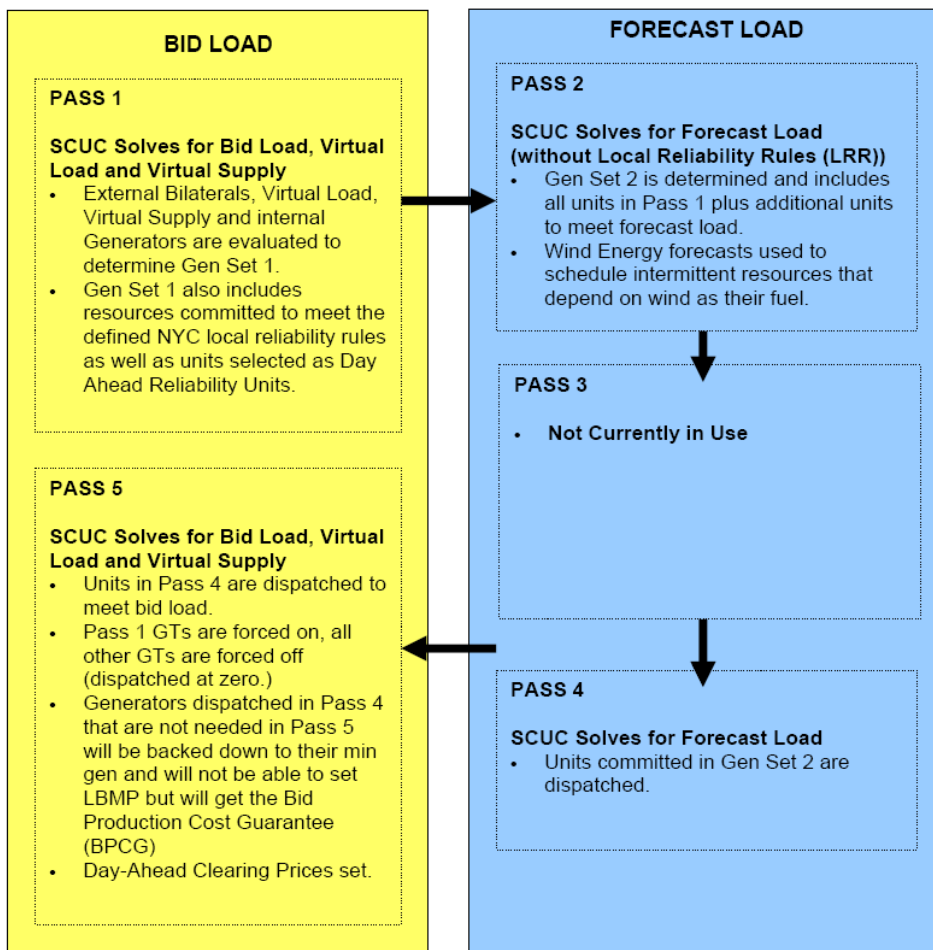 BID LOAD
PASS 1
SCUC Solves for Bid Load, Virtual
Load and Virtual Supply
• External Bilaterals, Virtual Load,
Virtual Supply and internal
Generators are evaluated to
determine Gen Set 1.
• Gen Set 1 also includes
resources committed to meet the
defined NYC local reliability rules
as well as units selected as Day
Ahead Reliability Units.
FORECAST LOAD
PASS 2
SCUC Solves for Forecast Load
(without Local Reliability Rules (LRR))
• Gen Set 2 is determined and includes
all units in Pass 1 plus additional units
to meet forecast load.
• Wind Energy forecasts used to
schedule intermittent resources that
depend on wind as their fuel.
PASS 3
• Not Currently in Use
PASS 4
SCUC Solves for Forecast Load
• Units committed in Gen Set 2 are
dispatched.
PASS 5
SCUC Solves for Bid Load, Virtual
Load and Virtual Supply
• Units in Pass 4 are dispatched to
meet bid load.
• Pass 1 GTs are forced on, all
other GTs are forced off
(dispatched at zero.)
• Generators dispatched in Pass 4
that are not needed in Pass 5
will be backed down to their min
gen and will not be able to set
LBMP but will get the Bid
Production Cost Guarantee
(BPCG)
• Day-Ahead Clearing Prices set.